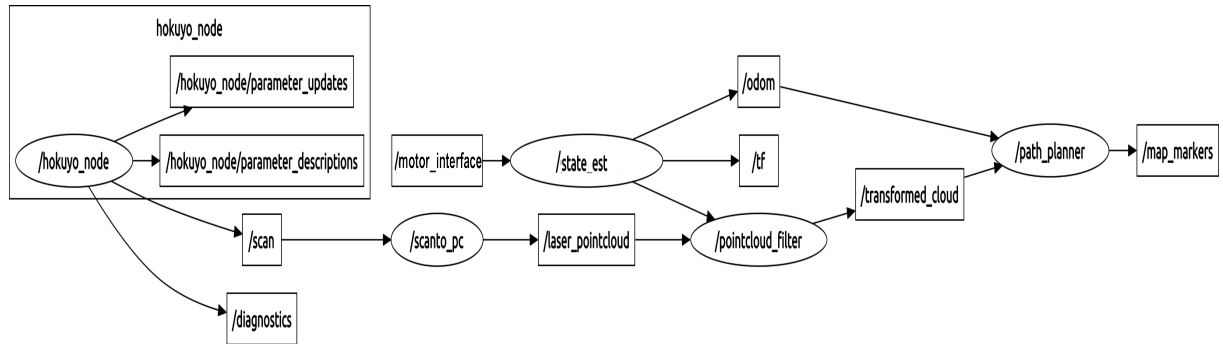 hokuyo_node
/hokuyo_node/parameter_updates
/hokuyo_node
/hokuyo_node/parameter_descriptions
/scan
/diagnostics
/motor_interface
/scanto_pc
/state_est
/laser_pointcloud
/odom
/tf
/pointcloud_filter
/transformed_cloud
/path_planner
/map_markers